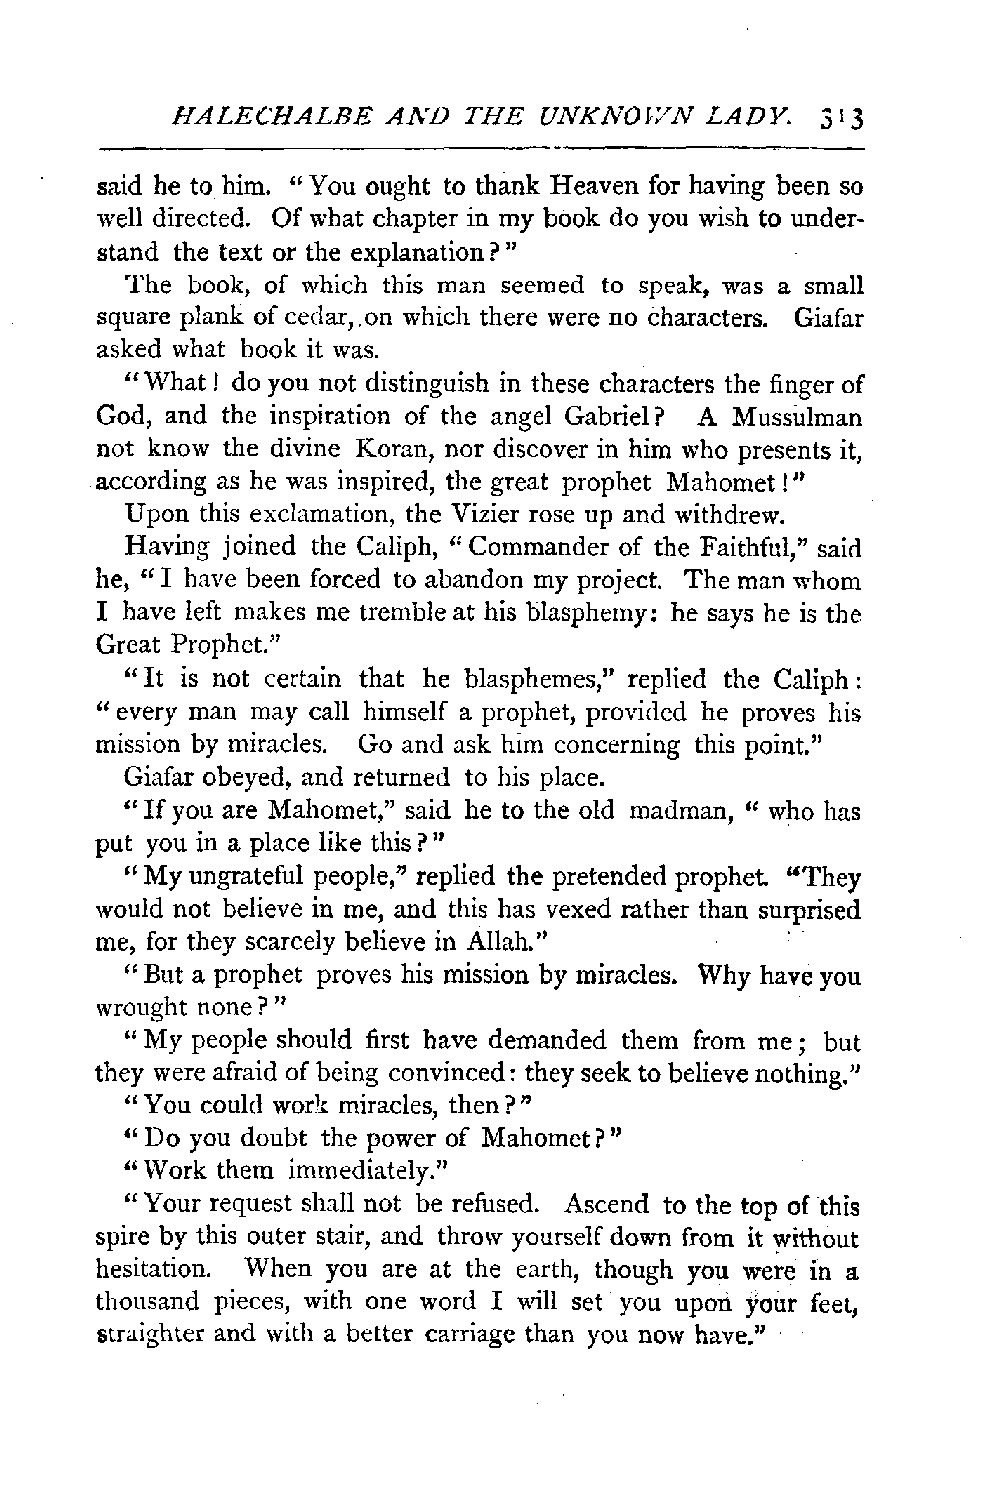 HALECHALBE AND THE UNKNOWN LADY. 313
said he to him. “You ought to thank Heaven for having been so
well directed. Of what chapter in my book do you wish to under-
stand the text or the explanation?”
The book, of which this man seemed to speak, was a small
square plank of cedar, on which there were no characters. Giafar
asked what book it was.
“What! do you not distinguish in these characters the finger of
God, and the inspiration of the angel Gabriel? A Mussulman
not know the divine Koran, nor discover in him who presents it,
according as he was inspired, the great prophet Mahomet!”
Upon this exclamation, the Vizier rose up and withdrew.
Having joined the Caliph, “Commander of the Faithful,” said
he, “I have been forced to abandon my project. The man whom
I have left makes me tremble at his blasphemy: he says he is the
Great Prophet.”
“It is not certain that he blasphemes,” replied the Caliph:
“every man may call himself a prophet, provided he proves his
mission by miracles. Go and ask him concerning this point.”
Giafar obeyed, and returned to his place.
“If you are Mahomet,” said he to the old madman, “who has
put you in a place like this?”
“My ungrateful people,” replied the pretended prophet. “They
would not believe in me, and this has vexed rather than surprised
me, for they scarcely believe in Allah.”
“But a prophet proves his mission by miracles. Why have you
wrought none?”
“My people should first have demanded them from me; but
they were afraid of being convinced: they seek to believe nothing.”
“You could work miracles, then?”
“Do you doubt the power of Mahomet?”
“Work them immediately.”
“Your request shall not be refused. Ascend to the top of this
spire by this outer stair, and throw yourself down from it without
hesitation. When you are at the earth, though you were in a
thousand pieces, with one word I will set you upon your feet,
straighter and with a better carriage than you now have.”